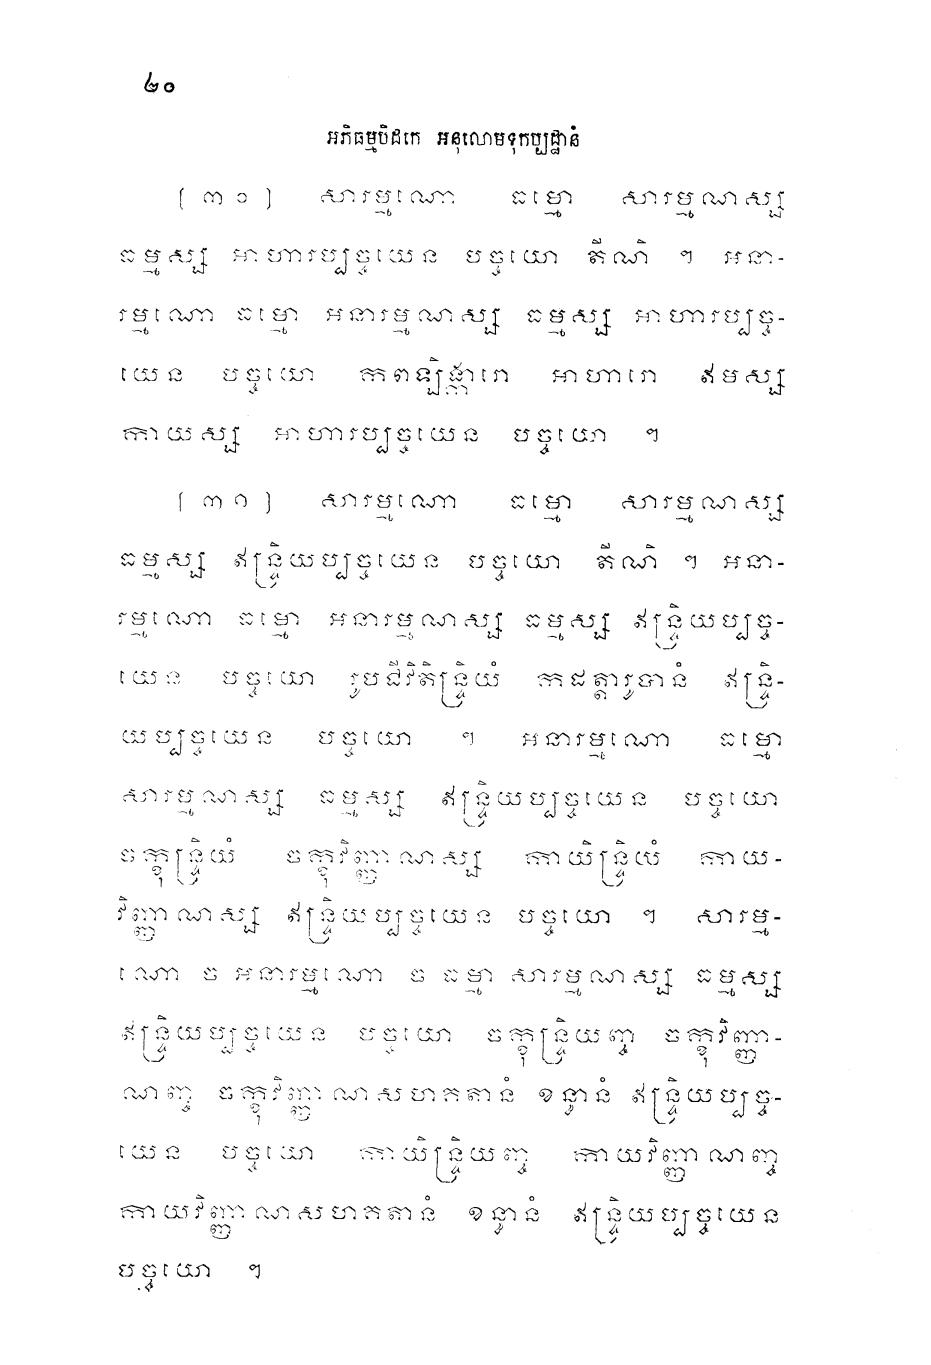 ៤០
អភិធម្មបិដកេ អនុលោមទុកប្បដ្ឋានំ
[៣០] សារម្មណោ ធម្មោ សារម្មណស្ស
ធម្មស្ស អាហារប្បច្ចយេន បច្ចយោ តីណិ ។ អនា-
រម្មណោ ធម្មោ អនារម្មណស្ស ធម្មស្ស អាហារប្បច្ច-
យេន បច្ចយោ កពឡិង្ការោ អាហារោ ឥមស្ស
កាយស្ស អាហារប្បច្ចយេន បច្ចយោ ។
[៣១] សារម្មណោ ធម្មោ សារម្មណស្ស
ធម្មស្ស ឥន្ទ្រិយប្បច្ចយេន បច្ចយោ តីណិ ។ អនា-
រម្មណោ ធម្មោ អនារម្មណស្ស ធម្មស្ស ឥន្ទ្រិយប្បច្ច-
យេន បច្ចយោ រូបជីវិតិន្ទ្រិយំ កដត្តារូបានំ ឥន្ទ្រិ-
យប្បច្ចយេន បច្ចយោ ។ អនារម្មណោ ធម្មោ
សារម្មណស្ស ធម្មស្ស ឥន្ទ្រិយប្បច្ចយេន បច្ចយោ
ចក្ខុន្ទ្រិយំ ចក្ខុវិញ្ញាណស្ស កាយិន្ទ្រិយំ កាយ-
វិញ្ញាណស្ស ឥន្ទ្រិយប្បច្ចយេន បច្ចយោ ។ សារម្ម-
ណោ ច អនារម្មណោ ច ធម្មា សារម្មណស្ស ធម្មស្ស
ឥន្ទ្រិយប្បច្ចយេន បច្ចយោ ចក្ខុន្ទ្រិយញ្ច ចក្ខុវិញ្ញា-
ណញ្ច ចក្ខុវិញ្ញាណសហគតានំ ខន្ធានំ ឥន្ទ្រិយប្បច្ច-
យេន បច្ចយោ កាយិន្ទ្រិយញ្ច កាយវិញ្ញាណញ្ច
កាយវិញ្ញាណសហគតានំ ខន្ធានំ ឥន្ទ្រិយប្បច្ចយេន
បច្ចយោ ។